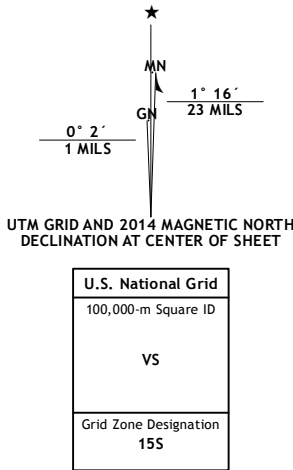 ★
MN
1° 16´
23 MILS
GN
0° 2´
1 MILS
UTM GRID AND 2014 MAGNETIC NORTH
DECLINATION AT CENTER OF SHEET
U.S. National Grid
100,000-m Square ID
VS
Grid Zone Designation
15S